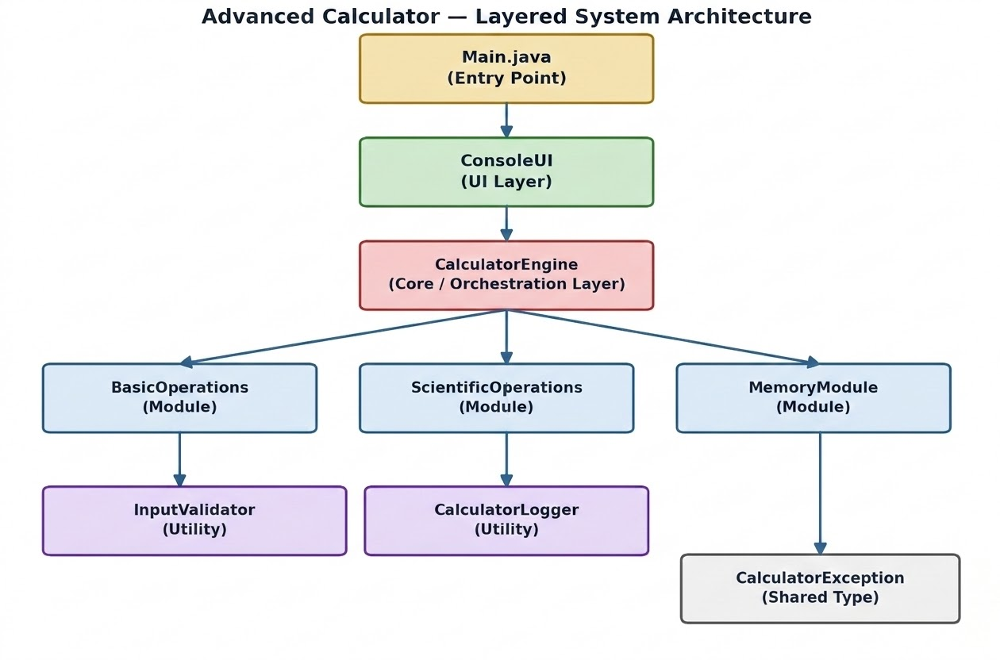 Advanced Calculator — Layered System Architecture
Main.java
(Entry Point)
ConsoleUI
(UI Layer)
CalculatorEngine
(Core / Orchestration Layer)
BasicOperations
(Module)
ScientificOperations
(Module)
MemoryModule
(Module)
InputValidator
(Utility)
CalculatorLogger
(Utility)
CalculatorException
(Shared Type)